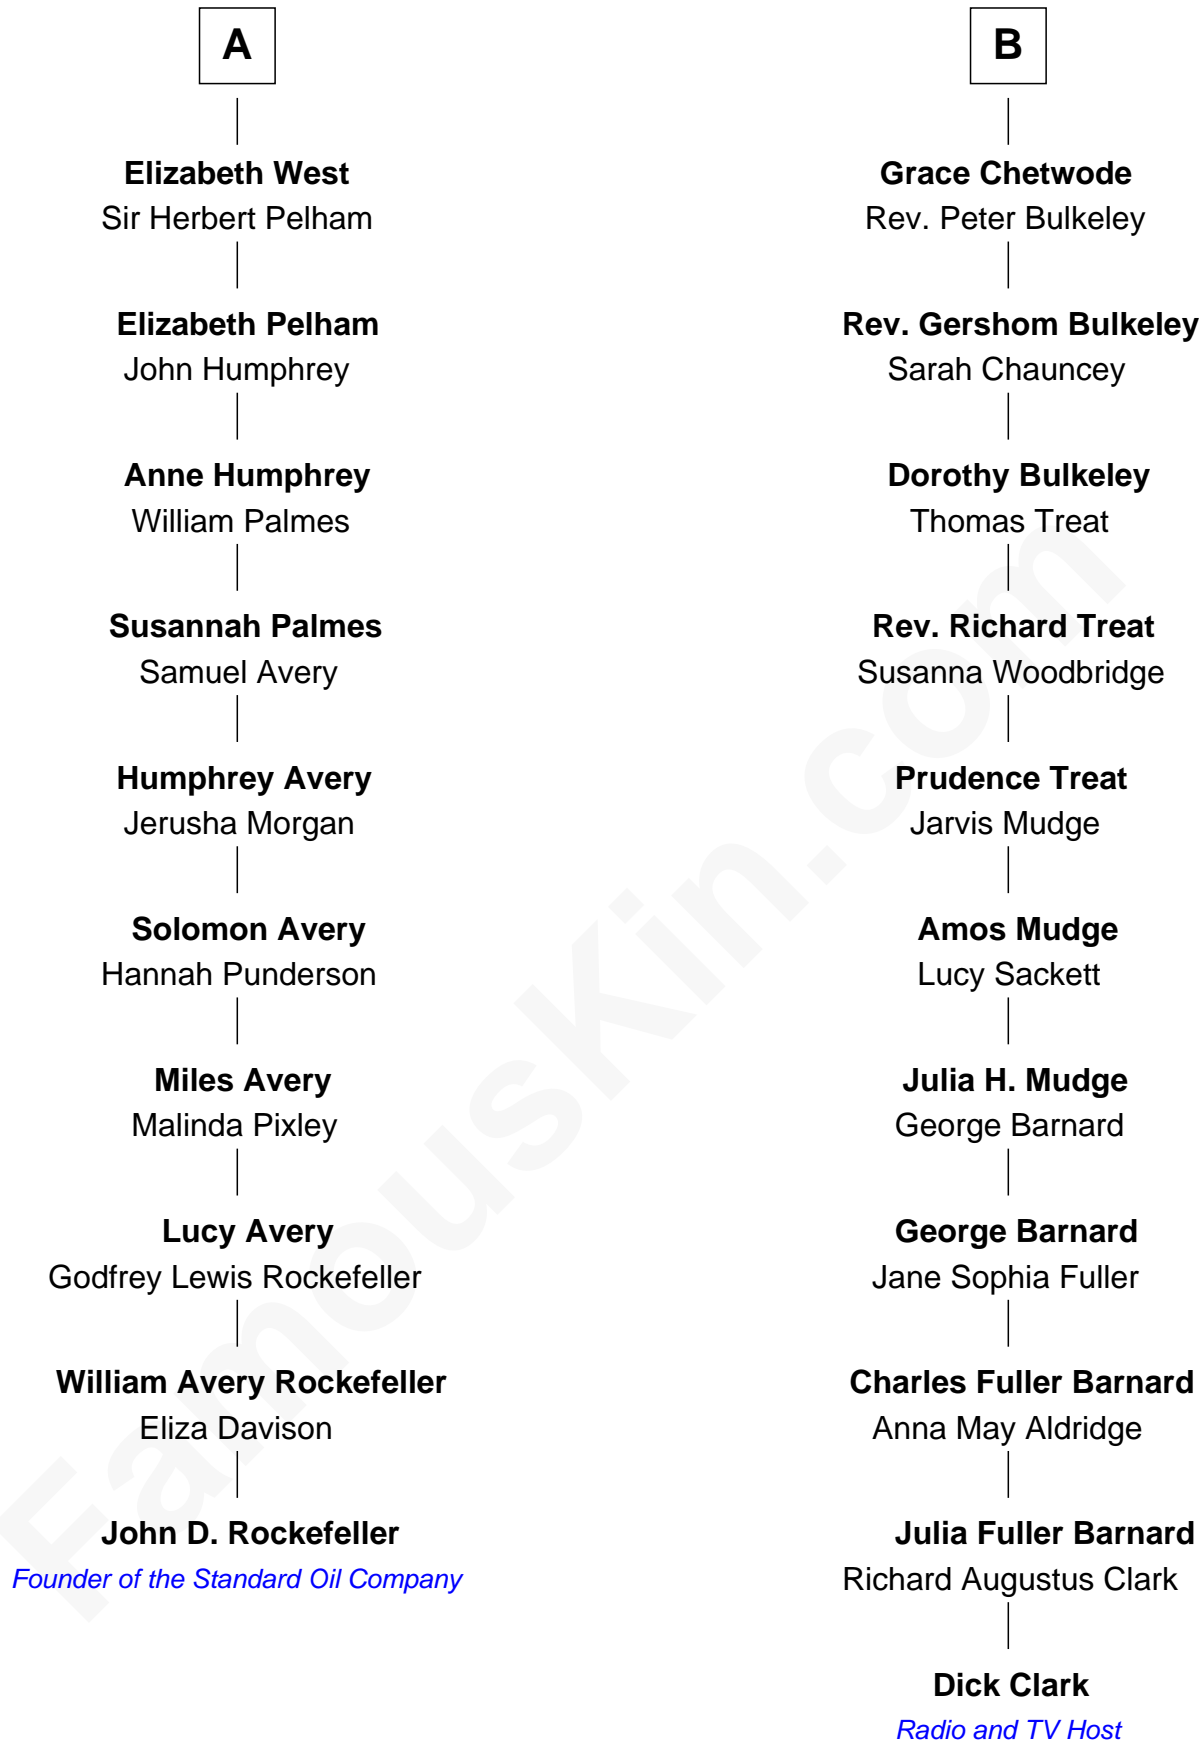 A
Elizabeth West
Sir Herbert Pelham
Elizabeth Pelham
John Humphrey
Anne Humphrey
William Palmes
Susannah Palmes
Samuel Avery
Humphrey Avery
Jerusha Morgan
Solomon Avery
Hannah Punderson
Miles Avery
Malinda Pixley
Lucy Avery
Godfrey Lewis Rockefeller
William Avery Rockefeller
Eliza Davison
John D. Rockefeller
Founder of the Standard Oil Company
B
Grace Chetwode
Rev. Peter Bulkeley
Rev. Gershom Bulkeley
Sarah Chauncey
Dorothy Bulkeley
Thomas Treat
Rev. Richard Treat
Susanna Woodbridge
Prudence Treat
Jarvis Mudge
Amos Mudge
Lucy Sackett
Julia H. Mudge
George Barnard
George Barnard
Jane Sophia Fuller
Charles Fuller Barnard
Anna May Aldridge
Julia Fuller Barnard
Richard Augustus Clark
Dick Clark
Radio and TV Host
FamousKin.com